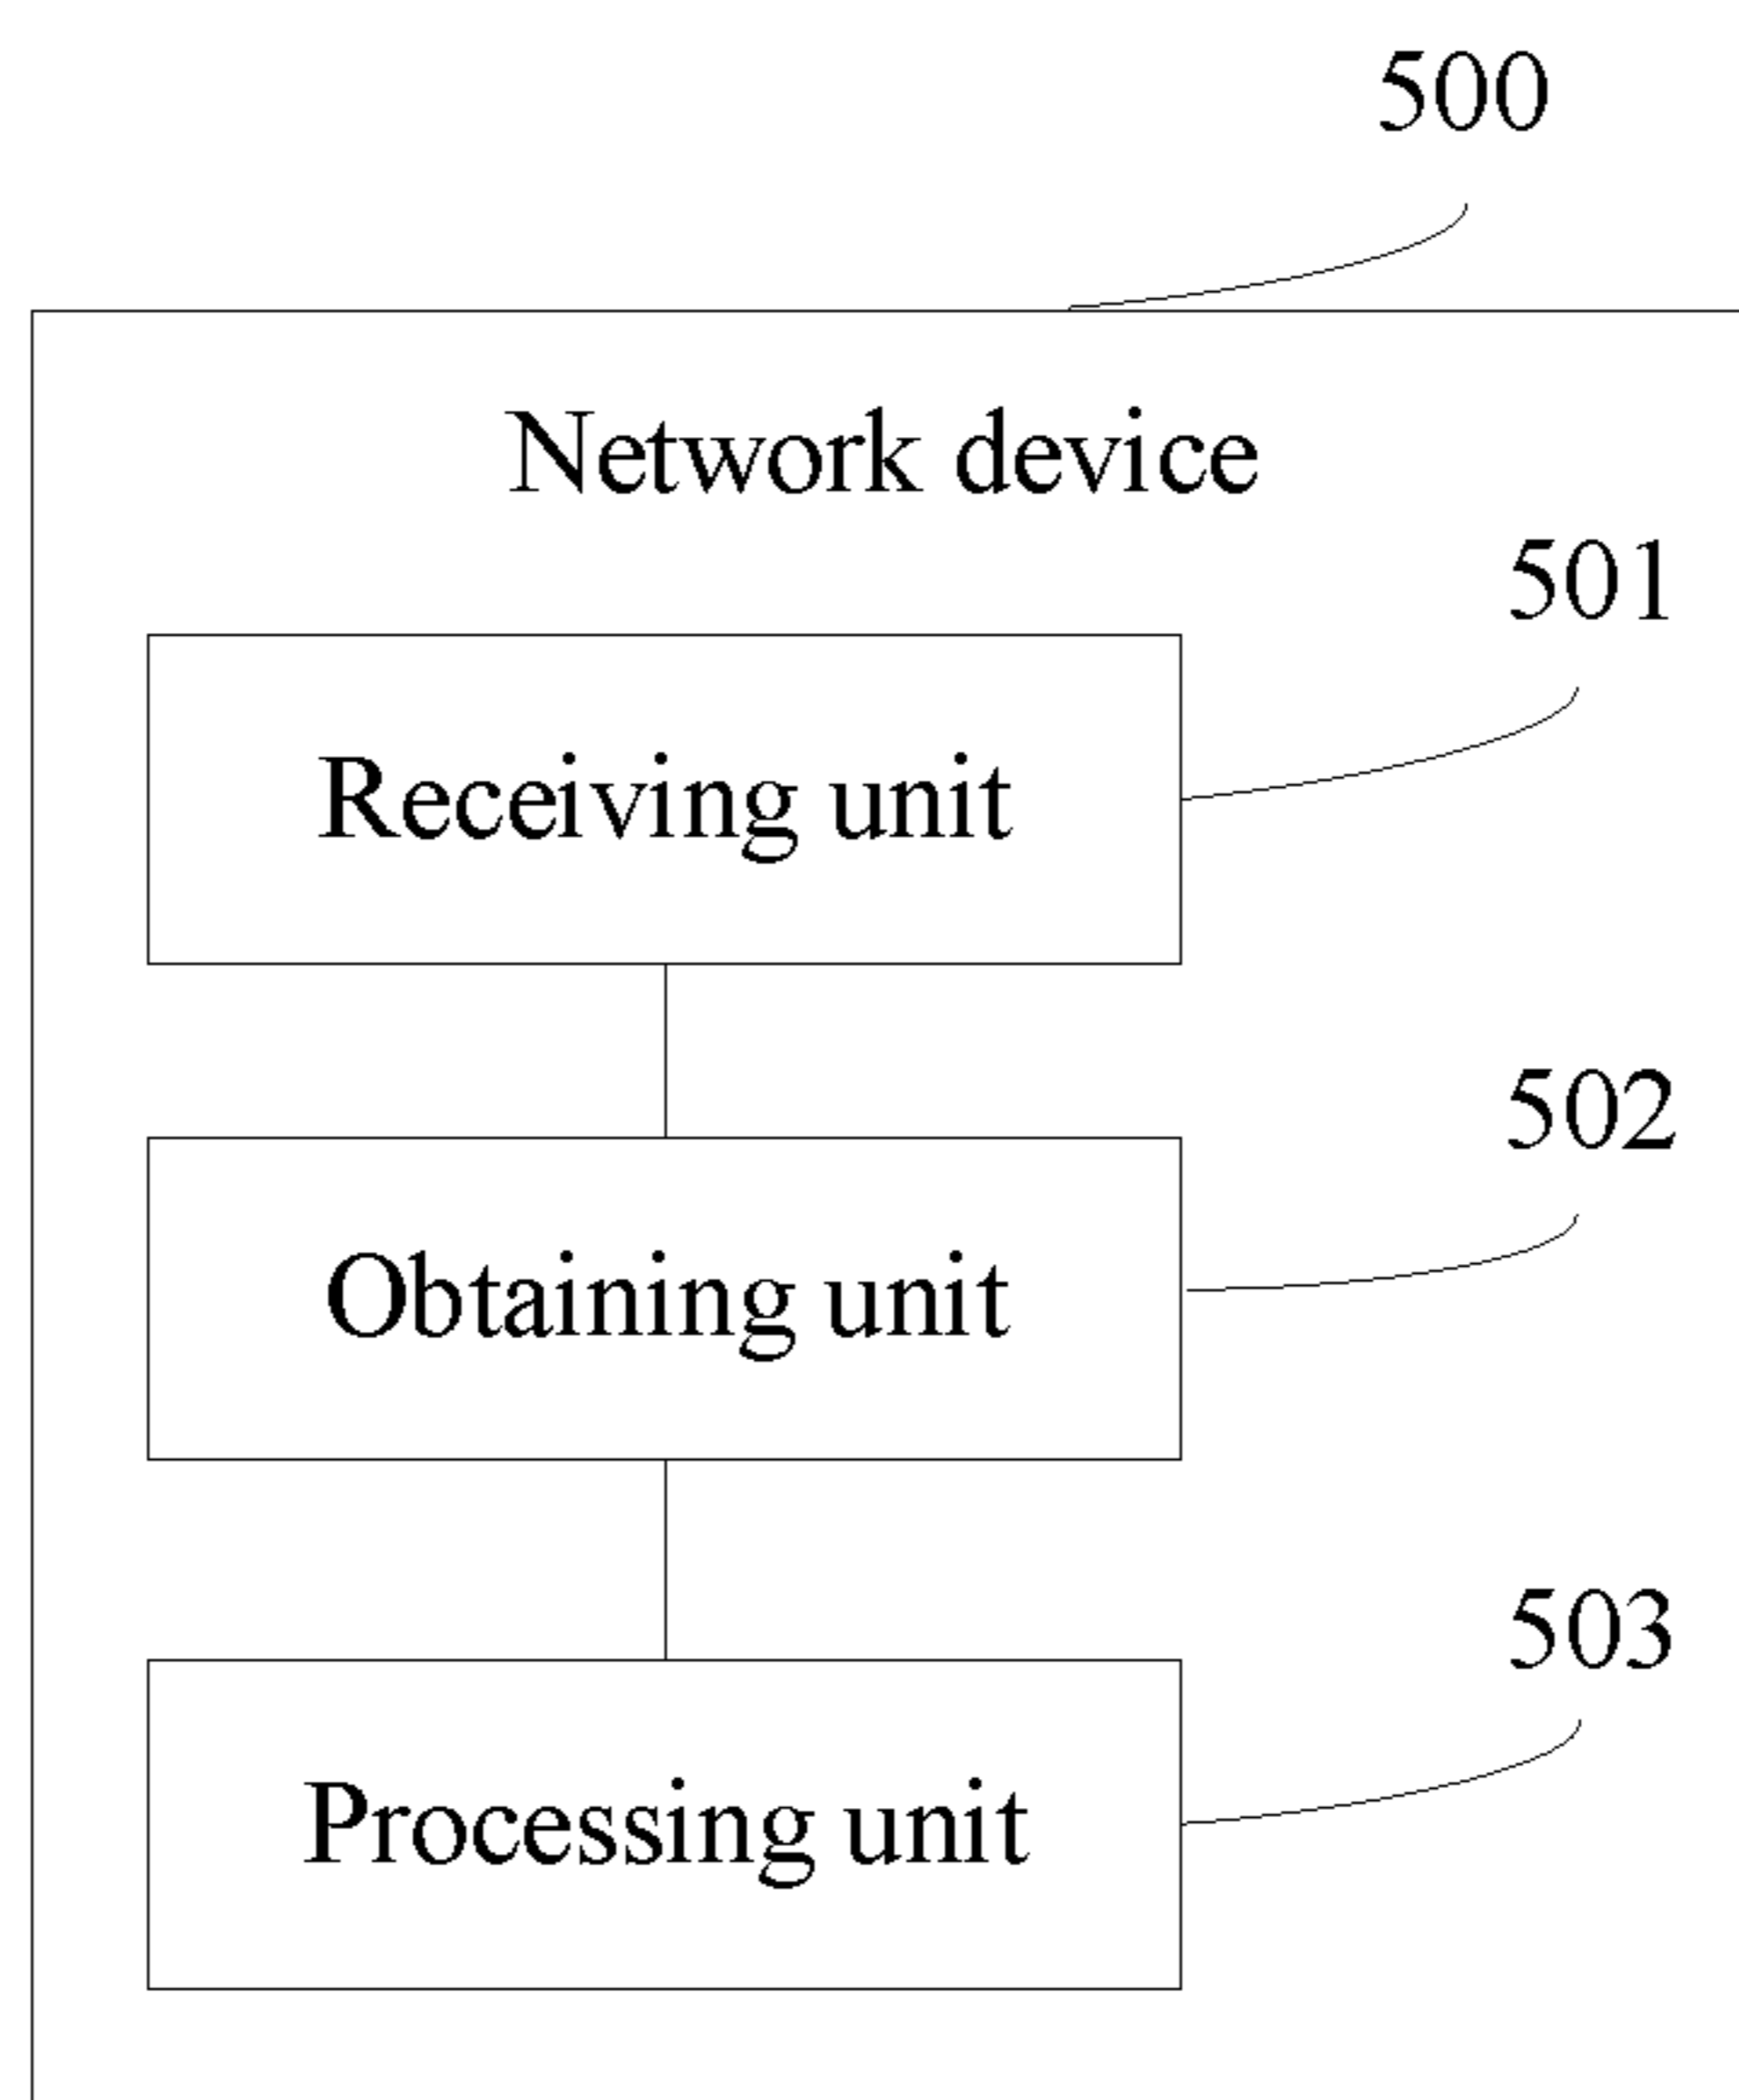 500
Network device
501
Receiving unit
502
Obtaining unit
503
Processing unit